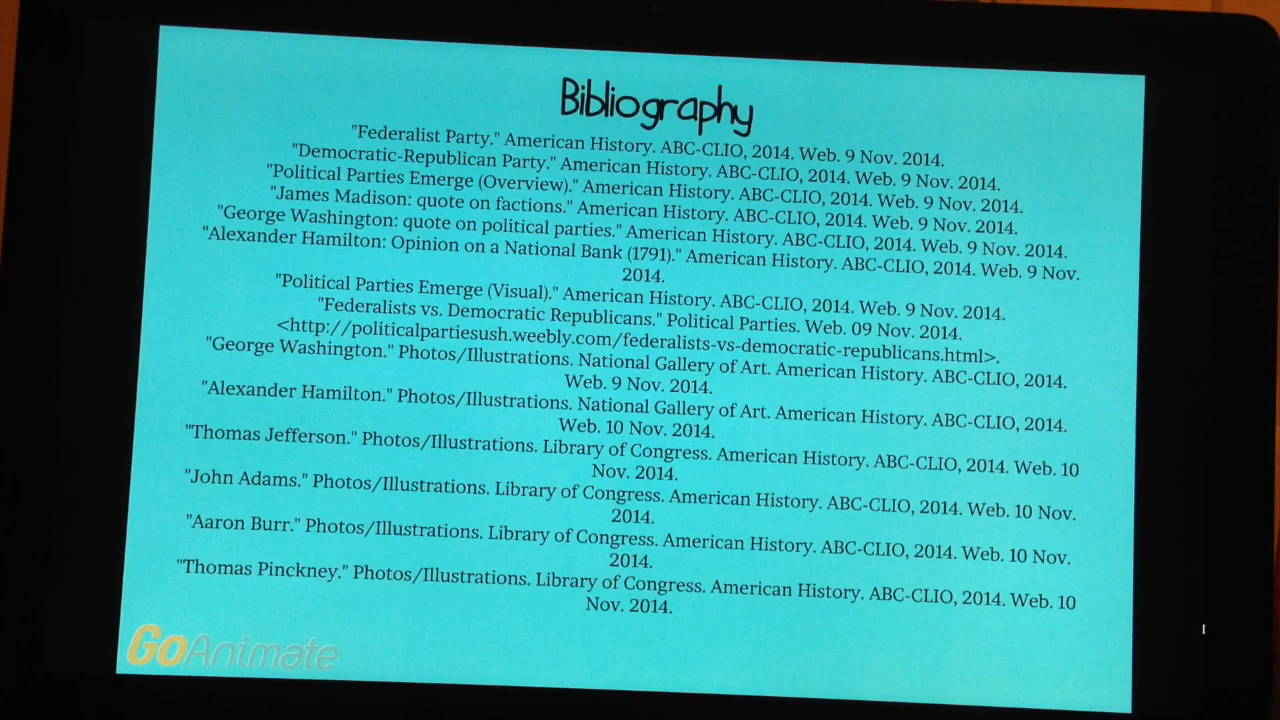 Bibliography
"Federalist Party." American History. ABC-CLIO, 2014. Web. 9 Nov. 2014.
"Democratic-Republican Party." American History. ABC-CLIO, 2014. Web. 9 Nov. 2014.
"Political Parties Emerge (Overview)." American History. ABC-CLIO, 2014. Web. 9 Nov. 2014.
"James Madison: quote on factions." American History. ABC-CLIO, 2014. Web. 9 Nov. 2014.
"George Washington: quote on political parties." American History. ABC-CLIO, 2014. Web. 9 Nov. 2014.
"Alexander Hamilton: Opinion on a National Bank (1791)." American History. ABC-CLIO, 2014. Web. 9 Nov.
2014.
"Political Parties Emerge (Visual)." American History. ABC-CLIO, 2014. Web. 9 Nov. 2014.
"Federalists vs. Democratic Republicans." Political Parties. Web. 09 Nov. 2014.
<http://politicalpartiesush.weebly.com/federalists-vs-democratic-republicans.html>.
"George Washington." Photos/Illustrations. National Gallery of Art. American History. ABC-CLIO, 2014.
Web. 9 Nov. 2014.
"Alexander Hamilton." Photos/Illustrations. National Gallery of Art. American History. ABC-CLIO, 2014.
Web. 10 Nov. 2014.
"Thomas Jefferson." Photos/Illustrations. Library of Congress. American History. ABC-CLIO, 2014. Web. 10
Nov. 2014.
"John Adams." Photos/Illustrations. Library of Congress. American History. ABC-CLIO, 2014. Web. 10 Nov.
2014.
"Aaron Burr." Photos/Illustrations. Library of Congress. American History. ABC-CLIO, 2014. Web. 10 Nov.
2014.
"Thomas Pinckney." Photos/Illustrations. Library of Congress. American History. ABC-CLIO, 2014. Web. 10
Nov. 2014.
GoAnimate